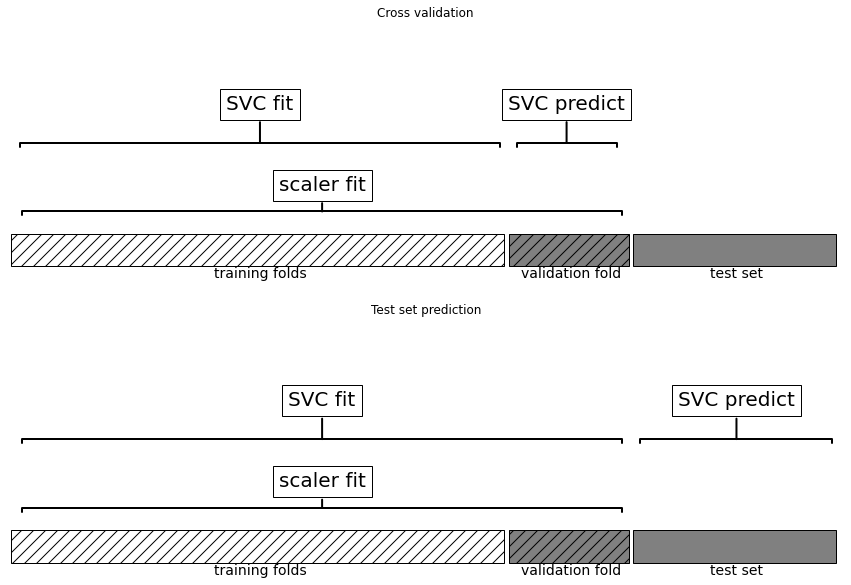 Cross validation
SVC fit
SVC predict
scaler fit
training folds
validation fold
test set
Test set prediction
SVC fit
SVC predict
scaler fit
training folds
validation fold
test set